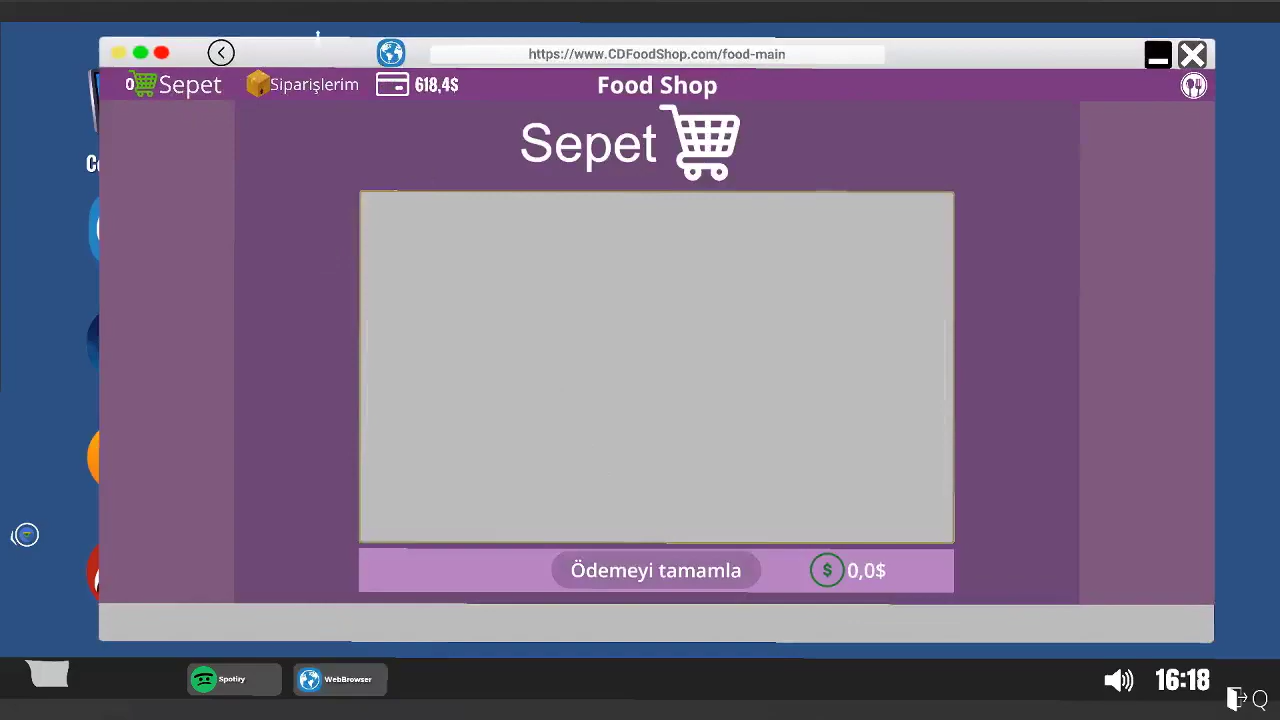 https://www.CDFoodShop.com/food-main
0 Sepet Siparişlerim 618,4$ Food Shop
Sepet
Ödemeyi tamamla $ 0,0$
Spotiry WebBrowser 16:18
Q